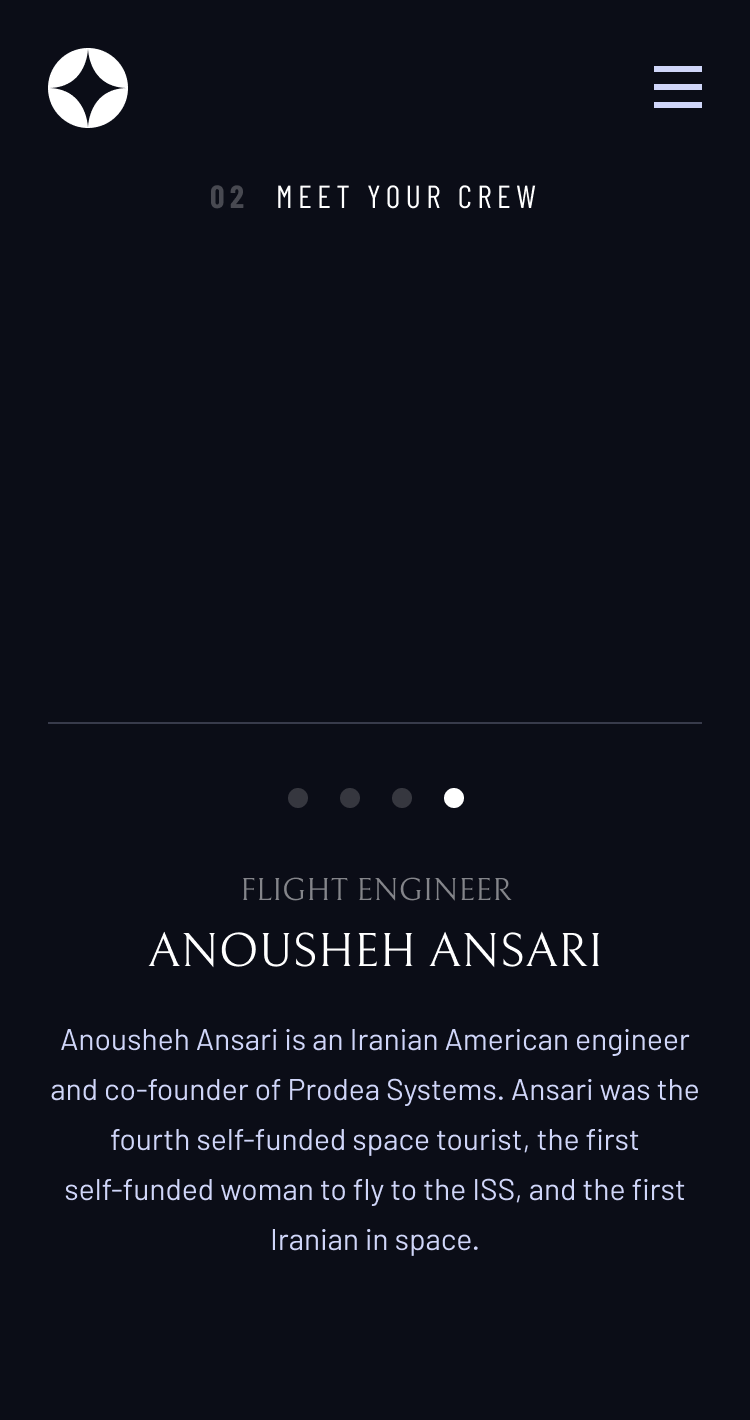 02 MEET YOUR CREW
FLIGHT ENGINEER
ANOUSHEH ANSARI
Anousheh Ansari is an Iranian American engineer
and co-founder of Prodea Systems. Ansari was the
fourth self-funded space tourist, the first
self-funded woman to fly to the ISS, and the first
Iranian in space.